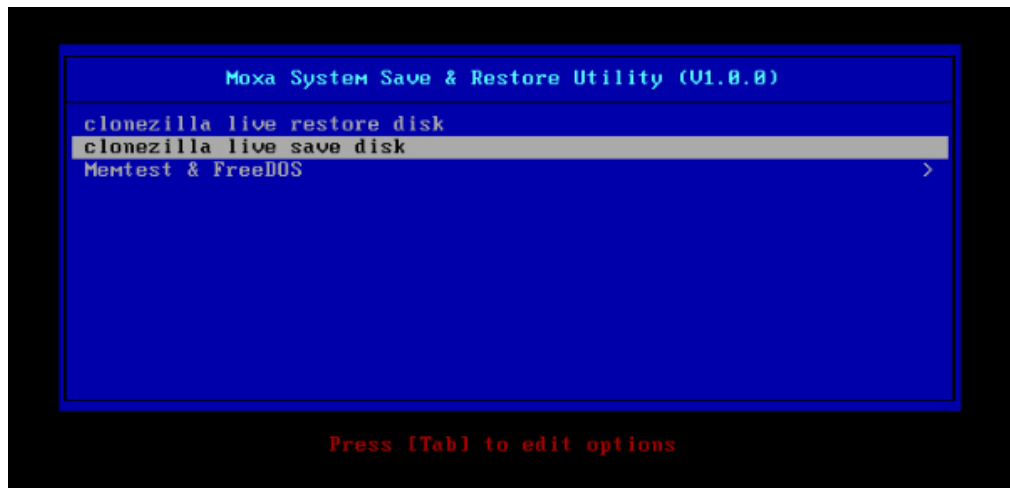 Moxa System Save & Restore Utility (V1.0.0)
clonezilla live restore disk
clonezilla live save disk
Memtest & FreeDOS >
Press [Tab] to edit options